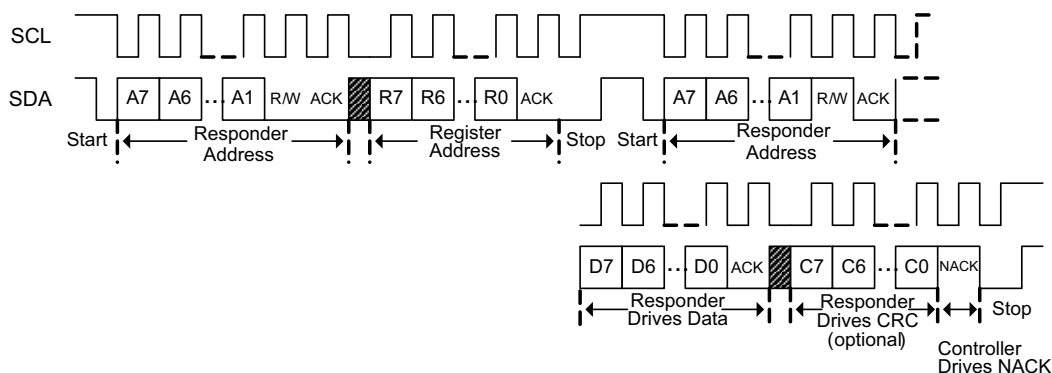 SCL
SDA
A7 A6 ... A1 R/W ACK R7 R6 ... R0 ACK A7 A6 ... A1 R/W ACK
Start Responder Address Register Address Stop Start Responder Address
D7 D6 ... D0 ACK C7 C6 ... C0 NACK
Responder Drives Data
Responder Drives CRC (optional)
Stop
Controller Drives NACK